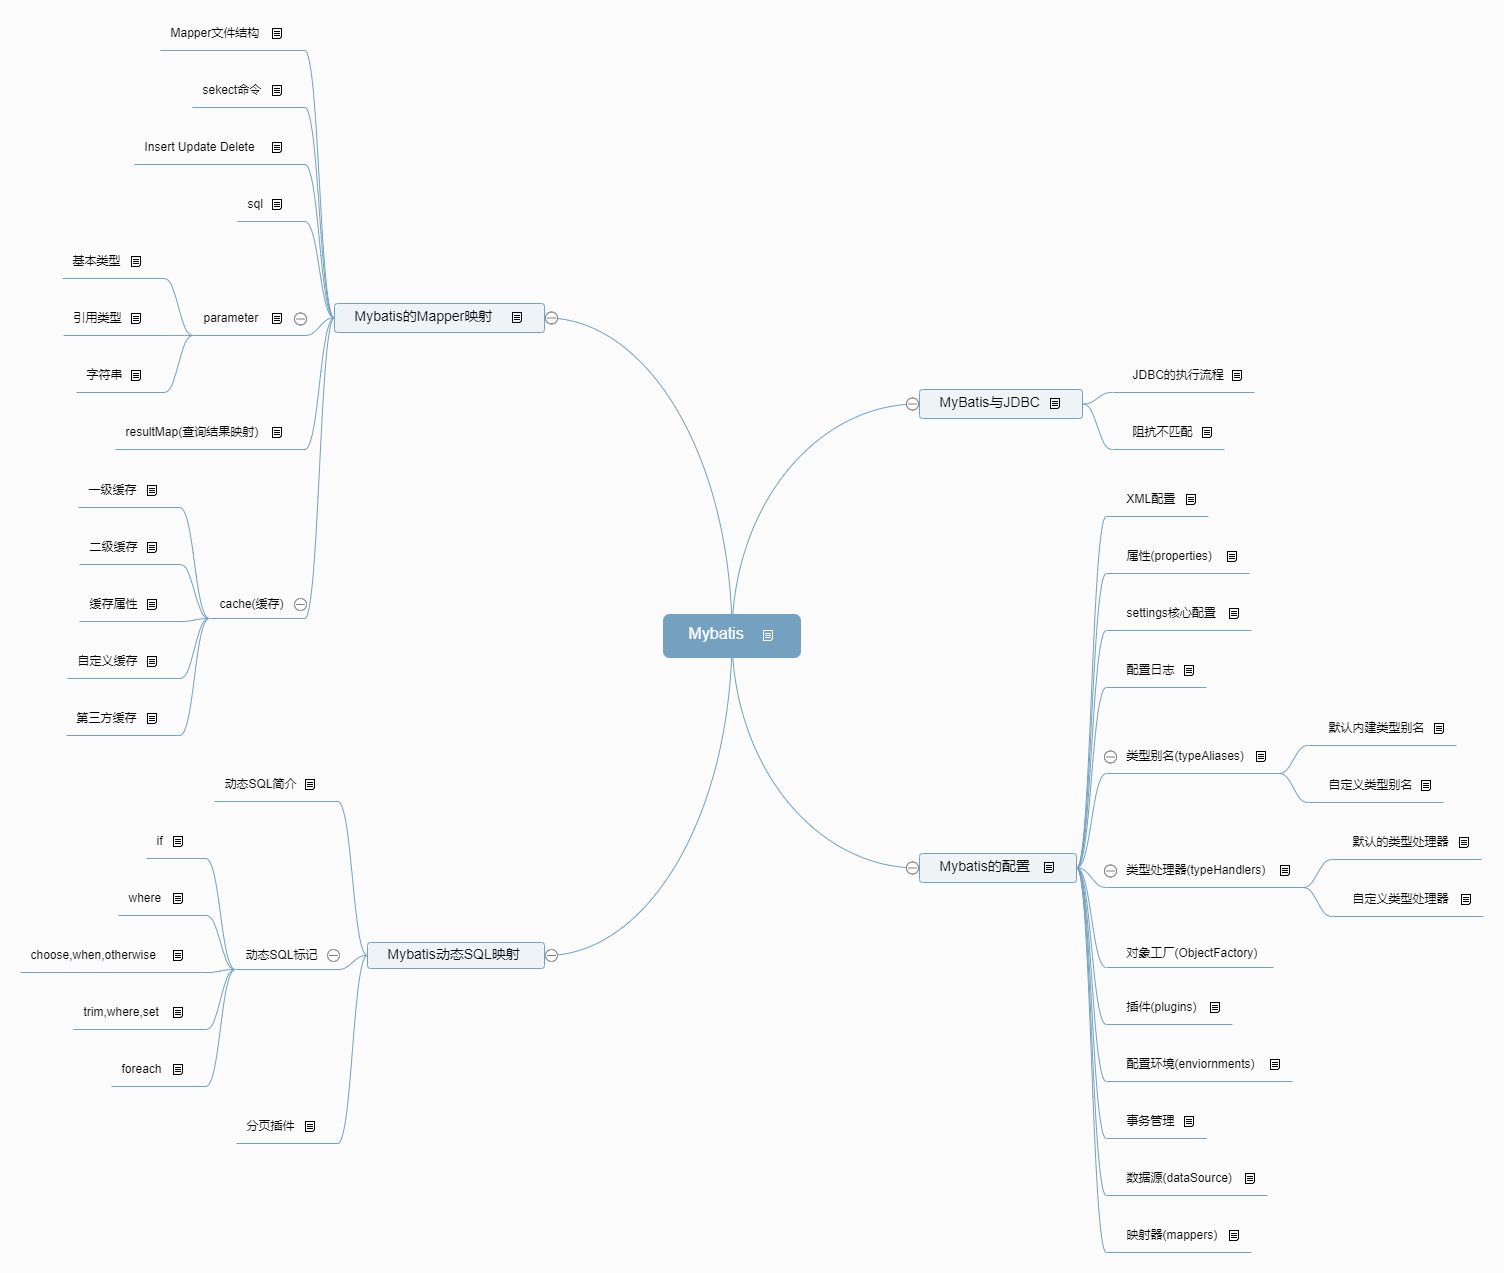 Mybatis
MyBatis与JDBC
JDBC的执行流程
阻抗不匹配
Mybatis的配置
XML配置
属性(properties)
settings核心配置
配置日志
类型别名(typeAliases)
默认内建类型别名
自定义类型别名
类型处理器(typeHandlers)
默认的类型处理器
自定义类型处理器
对象工厂(ObjectFactory)
插件(plugins)
配置环境(enviornments)
事务管理
数据源(dataSource)
映射器(mappers)
Mybatis的Mapper映射
Mapper文件结构
sekect命令
Insert Update Delete
sql
parameter
基本类型
引用类型
字符串
resultMap(查询结果映射)
cache(缓存)
一级缓存
二级缓存
缓存属性
自定义缓存
第三方缓存
Mybatis动态SQL映射
动态SQL简介
动态SQL标记
if
where
choose,when,otherwise
trim,where,set
foreach
分页插件